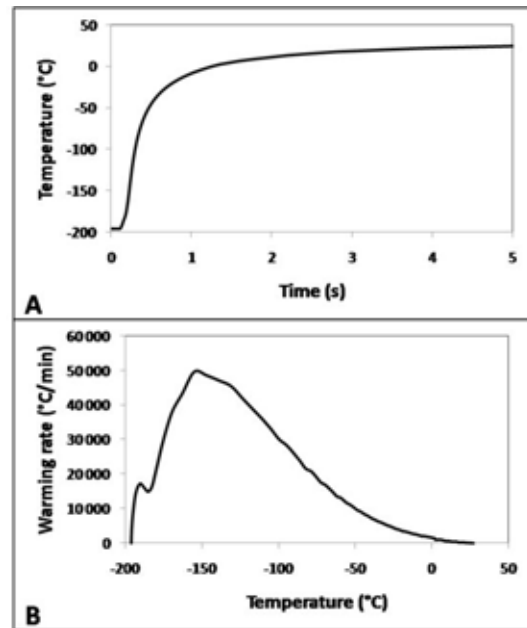 50
0
-50
-100
-150
-200
Temperature (°C)
0 1 2 3 4 5
Time (s)
A
60000
50000
40000
30000
20000
10000
0
Warming rate (°C/min)
-200 -150 -100 -50 0 50
Temperature (°C)
B